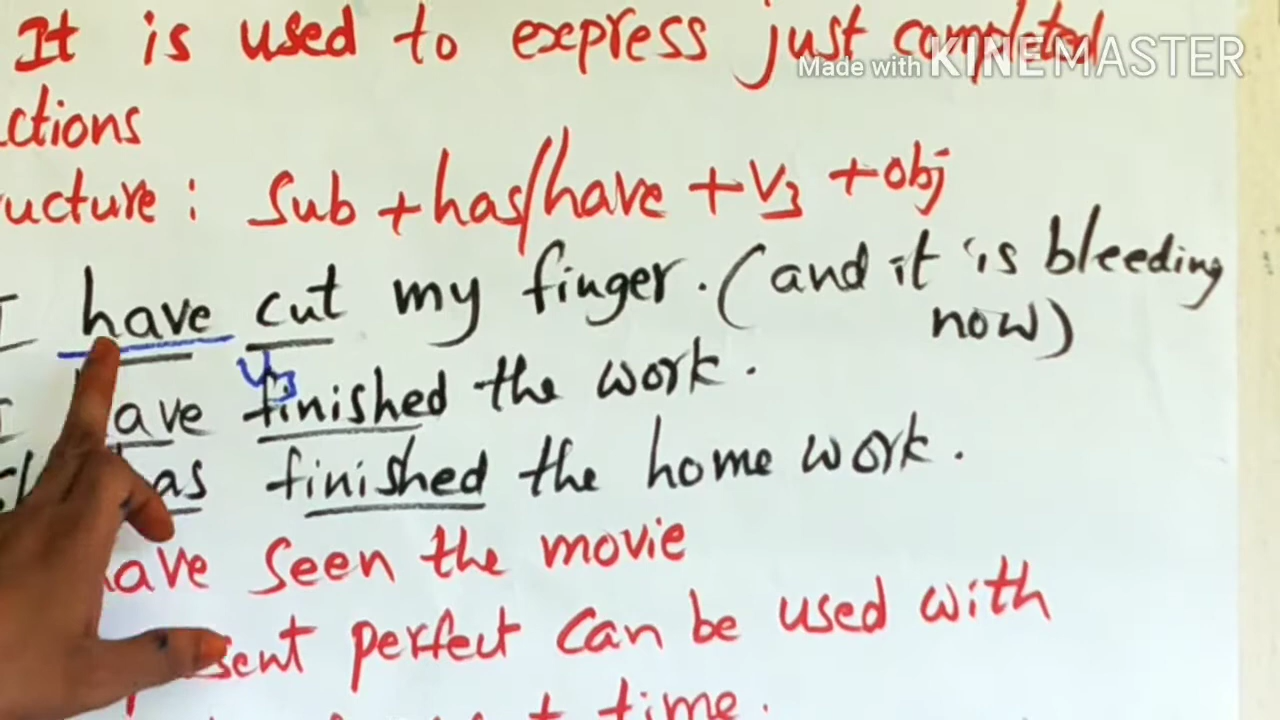 It is used to express just completed
Made with KINEMASTER
ctions
ucture : Sub + has/have + V3 + obj
I have cut my finger. (and it is bleeding
now)
V3
I ave finished the work.
as finished the home work.
ave seen the movie
sent perfect can be used with
time.